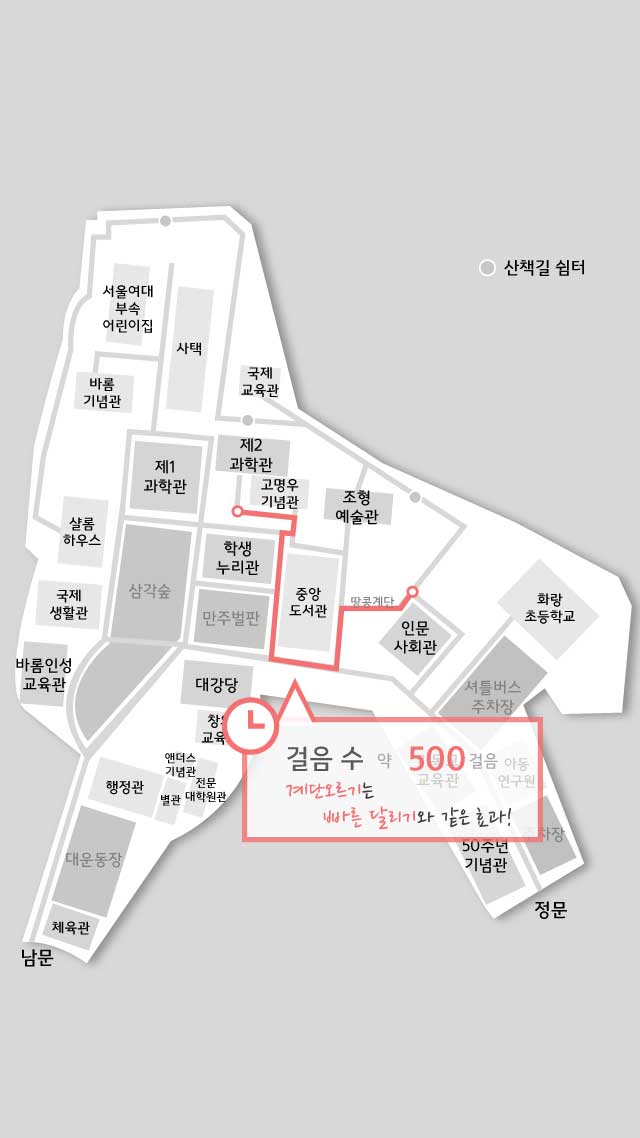 산책길 쉼터
서울여대
부속
어린이집
사택
국제
교육관
바롬
기념관
제2
과학관
제1
과학관
고명우
기념관
조형
예술관
샬롬
하우스
학생
누리관
국제
생활관
삼각숲
중앙
도서관
땅콩계단
화랑
초등학교
만주벌판
인문
사회관
바롬인성
교육관
대강당
셔틀버스
주차장
교육
걸음 수 약 500 걸음
아동
연구원
교육관
계단오르기는
빠른 달리기와 같은 효과!
앤더스
기념관
행정관
별관
전문
대학원관
주차장
50주년
기념관
대운동장
정문
체육관
남문